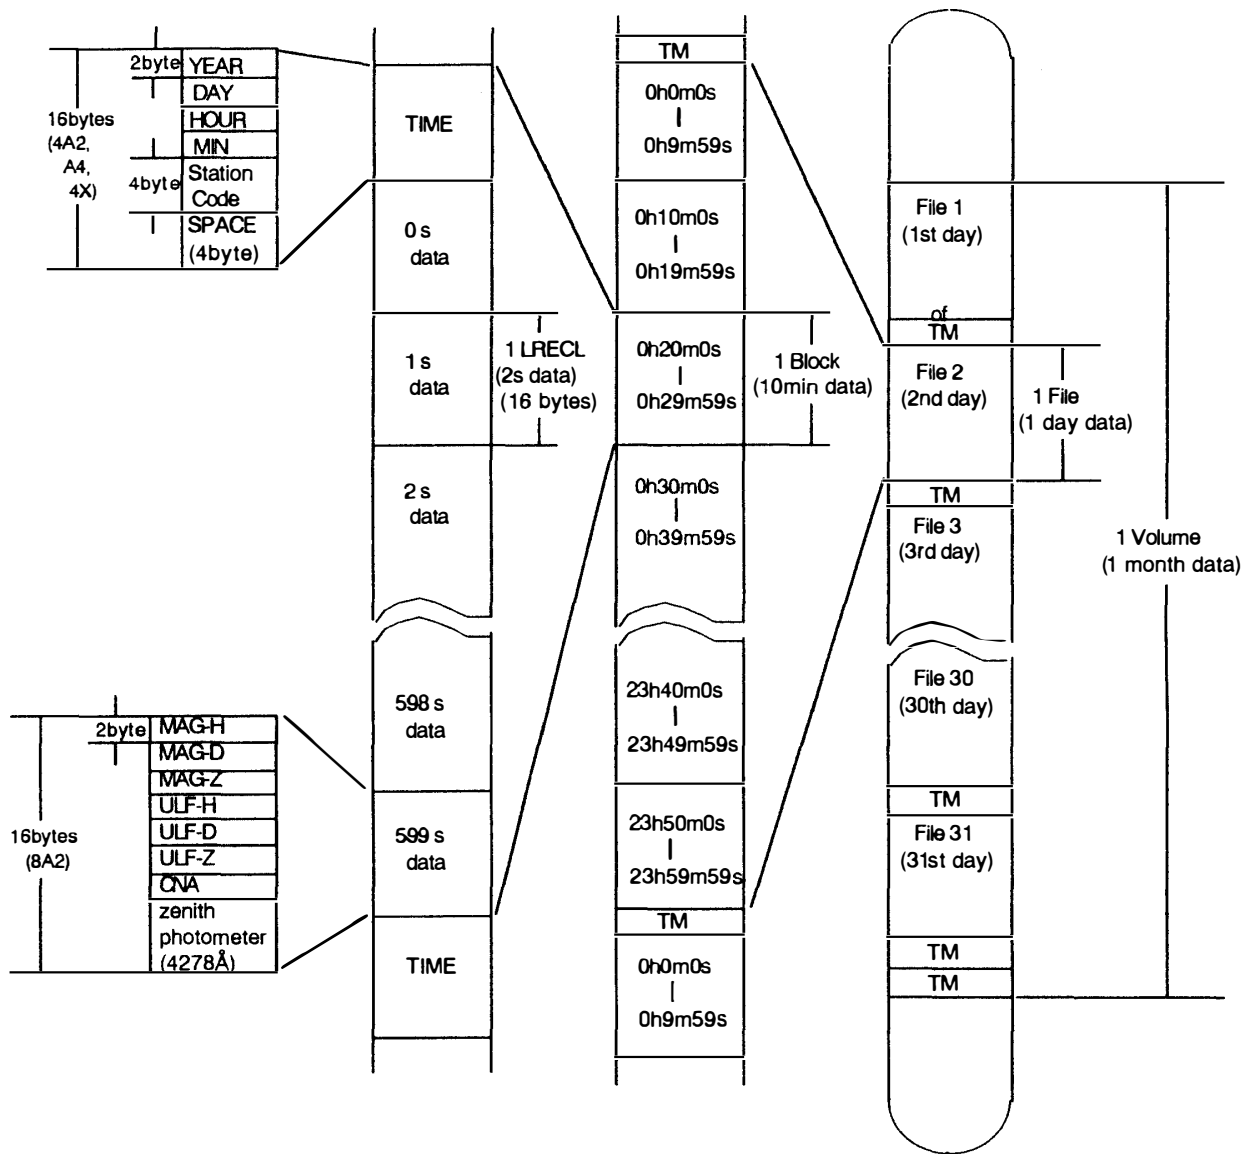 2byte
YEAR
DAY
HOUR
MIN
16bytes
(4A2,
A4,
4X)
4byte
Station
Code
SPACE
(4byte)
TIME
0 s
data
1 s
data
1 LRECL
(2s data)
(16 bytes)
2 s
data
598 s
data
599 s
data
TIME
2byte
MAG-H
MAG-D
MAG-Z
ULF-H
ULF-D
ULF-Z
CNA
zenith
photometer
(4278Å)
16bytes
(8A2)
TM
0h0m0s
0h9m59s
0h10m0s
0h19m59s
0h20m0s
0h29m59s
1 Block
(10min data)
0h30m0s
0h39m59s
23h40m0s
23h49m59s
23h50m0s
23h59m59s
TM
0h0m0s
0h9m59s
File 1
(1st day)
of
TM
File 2
(2nd day)
1 File
(1 day data)
TM
File 3
(3rd day)
1 Volume
(1 month data)
File 30
(30th day)
TM
File 31
(31st day)
TM
TM